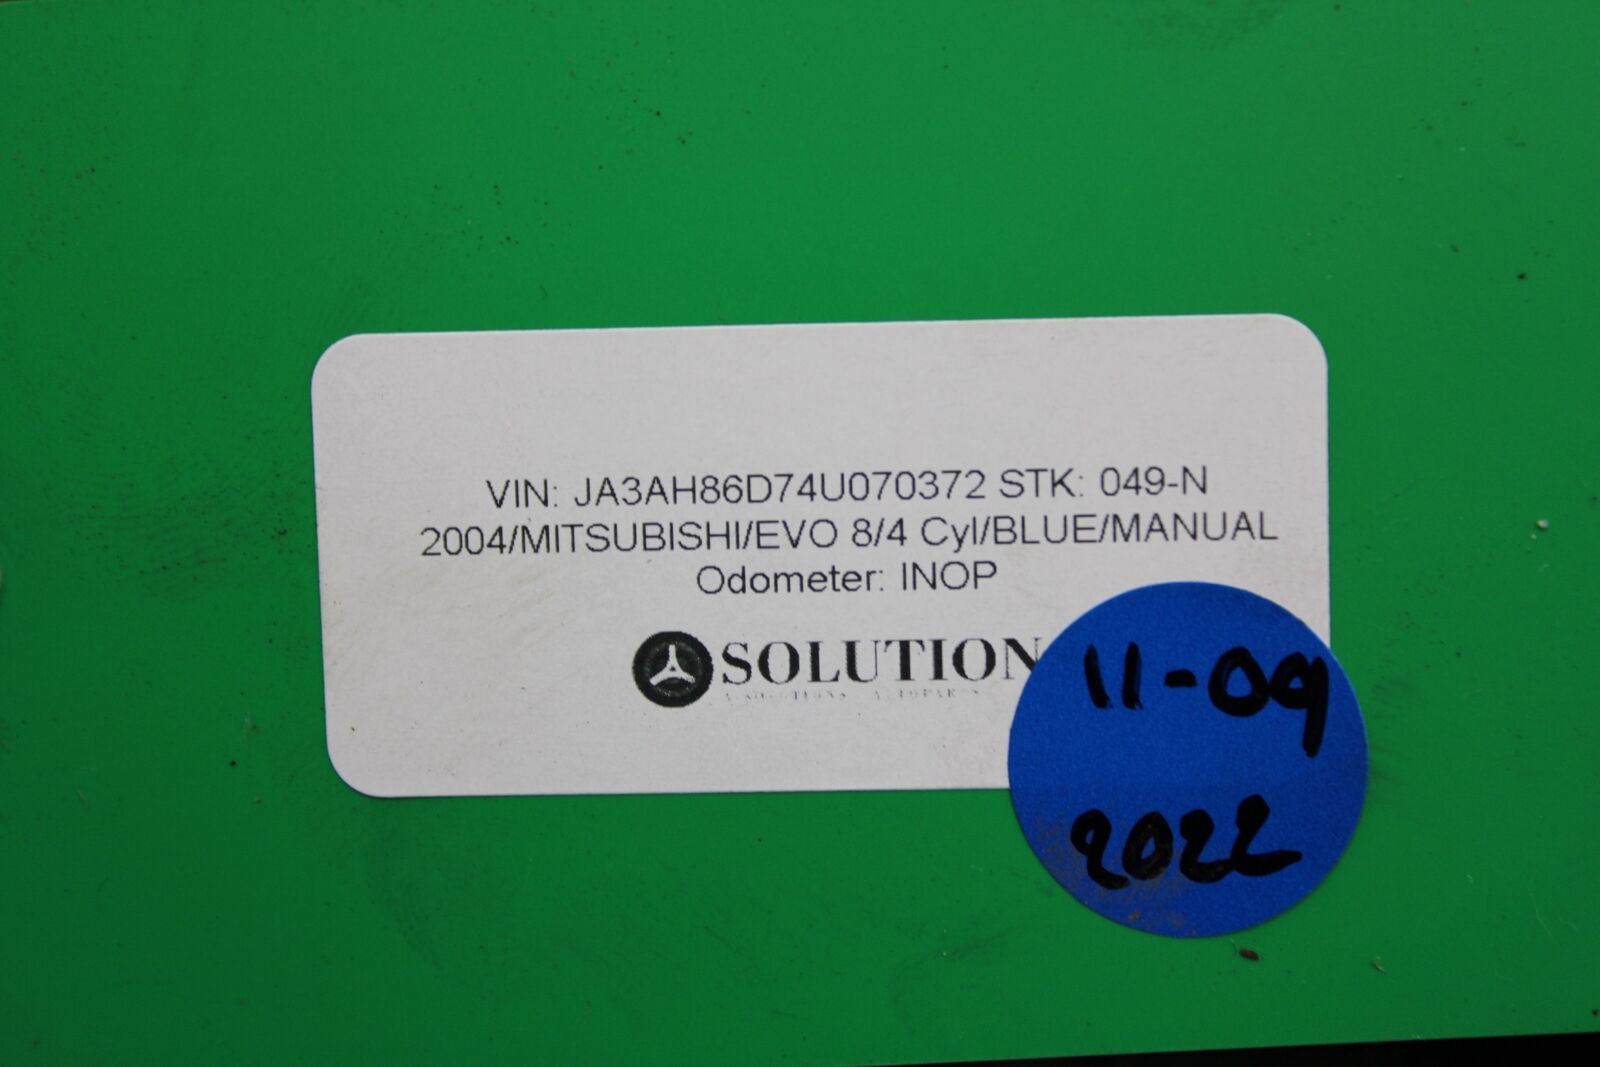 VIN: JA3AH86D74U070372 STK: 049-N
2004/MITSUBISHI/EVO 8/4 Cyl/BLUE/MANUAL
Odometer: INOP
SOLUTION
11-09
2022